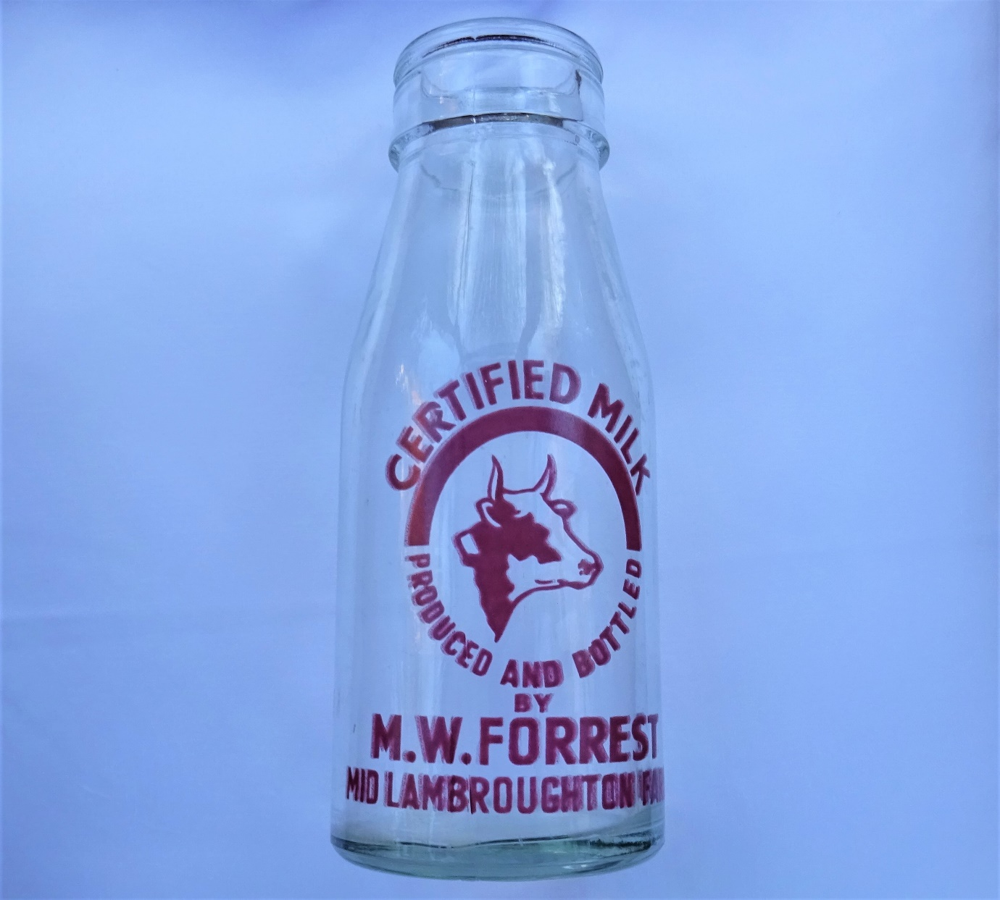 CERTIFIED MILK
PRODUCED AND BOTTLED
BY
M.W. FORREST
MID LAMBROUGHTON